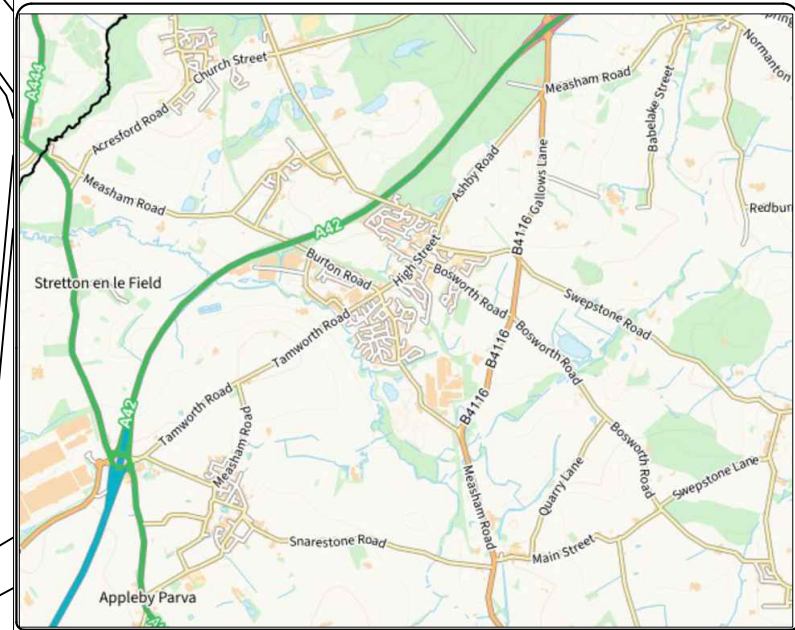 Church Street
Measham Road
Normanton
A444
Babelake Street
Acresford Road
Ashby Road
Gallows Lane
Measham Road
Redbur
A42
B4116
High Street
Burton Road
Bosworth Road
Stretton en le Field
Swepstone Road
Tamworth Road
Bosworth Road
B4116
Tamworth Road
B4116
A42
Measham Road
Bosworth Road
Swepstone Lane
Quarry Lane
Measham Road
Snarestone Road
Main Street
Appleby Parva